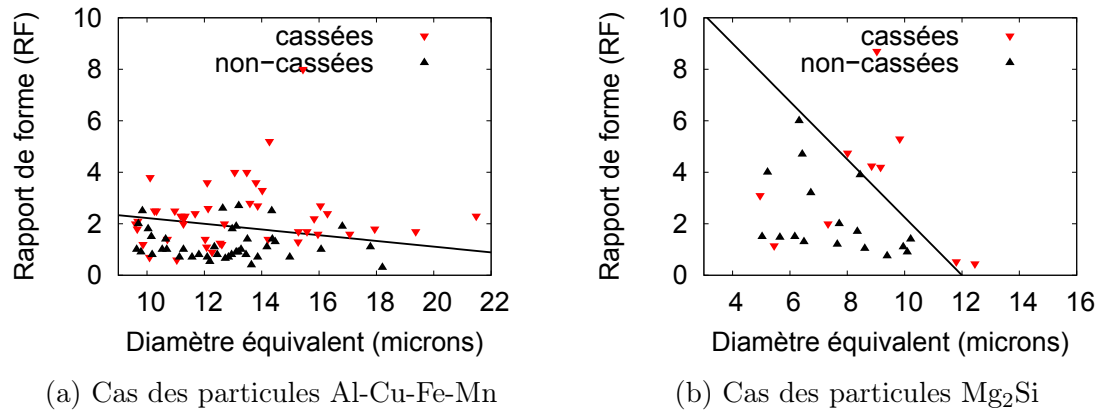 Rapport de forme (RF)
10
8
6
4
2
0
cassées
non−cassées
10 12 14 16 18 20 22
Diamètre équivalent (microns)
(a) Cas des particules Al-Cu-Fe-Mn
Rapport de forme (RF)
10
8
6
4
2
0
cassées
non−cassées
4 6 8 10 12 14 16
Diamètre équivalent (microns)
(b) Cas des particules Mg₂Si